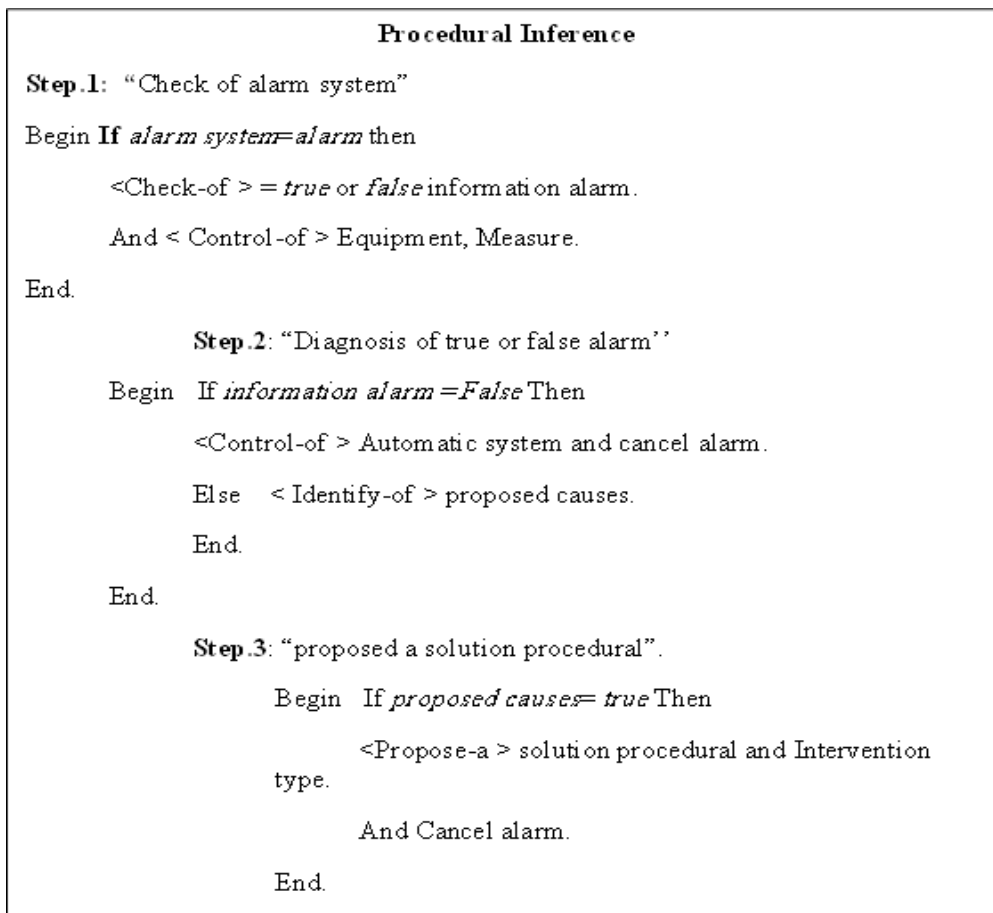 Procedural Inference
Step.1: “Check of alarm system”
Begin If alarm system=alarm then
<Check-of > = true or false information alarm.
And < Control-of > Equipment, Measure.
End.
Step.2: “Diagnosis of true or false alarm’’
Begin If information alarm =False Then
<Control-of > Automatic system and cancel alarm.
Else < Identify-of > proposed causes.
End.
End.
Step.3: “proposed a solution procedural”.
Begin If proposed causes= true Then
<Propose-a > solution procedural and Intervention
type.
And Cancel alarm.
End.